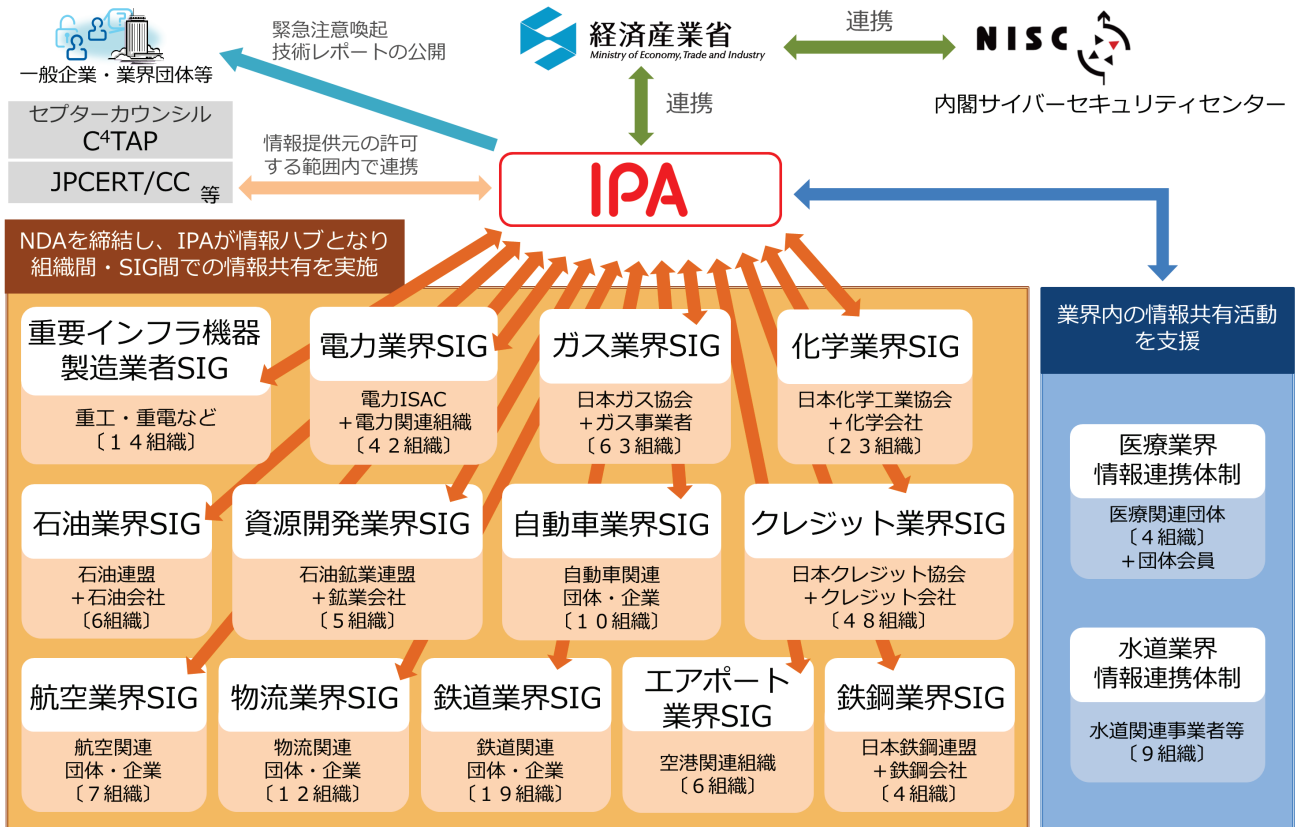 緊急注意喚起
技術レポートの公開
一般企業・業界団体等
経済産業省
Ministry of Economy, Trade and Industry
連携
NISC
内閣サイバーセキュリティセンター
連携
セプターカウンシル
C⁴TAP
JPCERT/CC 等
情報提供元の許可
する範囲内で連携
IPA
NDAを締結し、IPAが情報ハブとなり
組織間・SIG間での情報共有を実施
重要インフラ機器
製造業者SIG
重工・重電など
〔14組織〕
電力業界SIG
電力ISAC
＋電力関連組織
〔42組織〕
ガス業界SIG
日本ガス協会
＋ガス事業者
〔63組織〕
化学業界SIG
日本化学工業協会
＋化学会社
〔23組織〕
石油業界SIG
石油連盟
＋石油会社
〔6組織〕
資源開発業界SIG
石油鉱業連盟
＋鉱業会社
〔5組織〕
自動車業界SIG
自動車関連
団体・企業
〔10組織〕
クレジット業界SIG
日本クレジット協会
＋クレジット会社
〔48組織〕
航空業界SIG
航空関連
団体・企業
〔7組織〕
物流業界SIG
物流関連
団体・企業
〔12組織〕
鉄道業界SIG
鉄道関連
団体・企業
〔19組織〕
エアポート
業界SIG
空港関連組織
〔6組織〕
鉄鋼業界SIG
日本鉄鋼連盟
＋鉄鋼会社
〔4組織〕
業界内の情報共有活動
を支援
医療業界
情報連携体制
医療関連団体
〔4組織〕
＋団体会員
水道業界
情報連携体制
水道関連事業者等
〔9組織〕